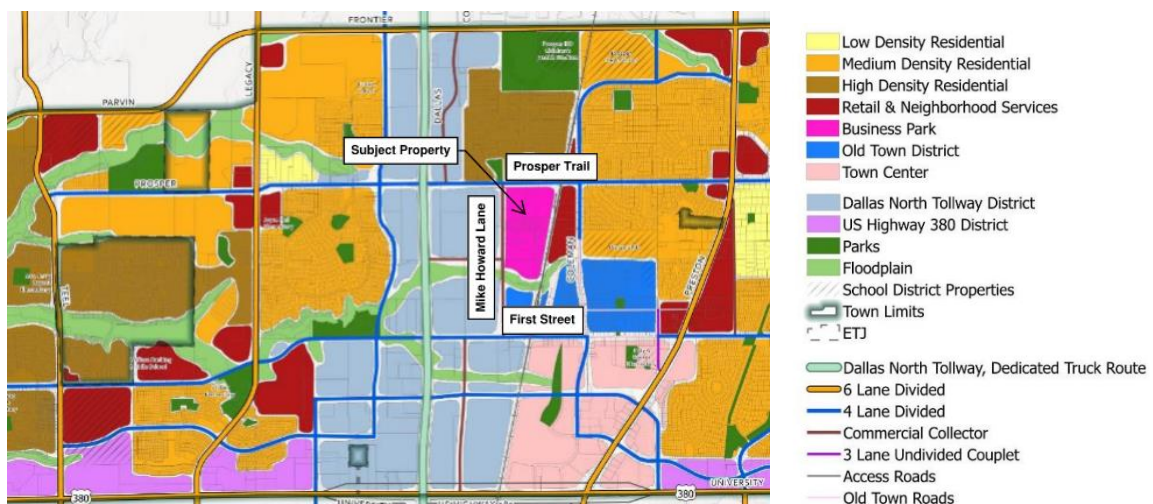 FRONTIER
LEGACY
DALLAS
PARVIN
Subject Property
Prosper Trail
PROSPER
Mike Howard Lane
COLEMAN
PRESTON
TEEL
First Street
UNIVERSITY
380
380
Low Density Residential
Medium Density Residential
High Density Residential
Retail & Neighborhood Services
Business Park
Old Town District
Town Center
Dallas North Tollway District
US Highway 380 District
Parks
Floodplain
School District Properties
Town Limits
ETJ
Dallas North Tollway, Dedicated Truck Route
6 Lane Divided
4 Lane Divided
Commercial Collector
3 Lane Undivided Couplet
Access Roads
Old Town Roads